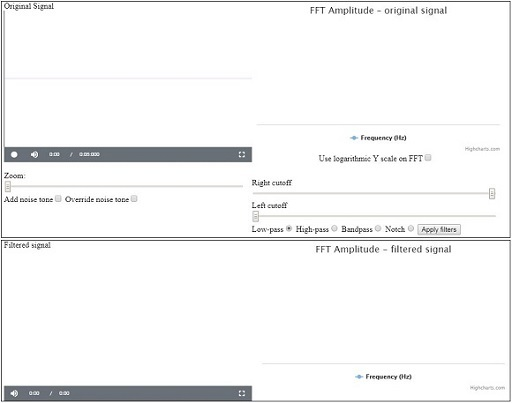 Original Signal
FFT Amplitude - original signal
Frequency (Hz)
Highcharts.com
0:00 / 0:00:000
Use logarithmic Y scale on FFT
Zoom:
Add noise tone Override noise tone
Right cutoff
Left cutoff
Low-pass High-pass Bandpass Notch Apply filters
Filtered signal
FFT Amplitude - filtered signal
Frequency (Hz)
Highcharts.com
0:00 / 0:00